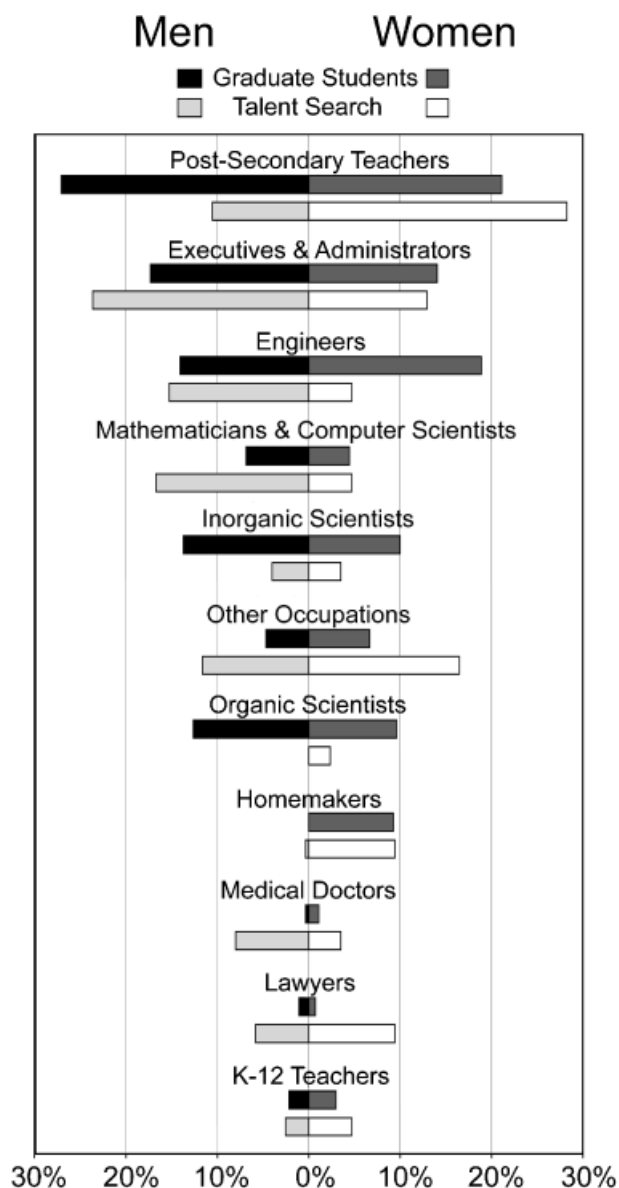 Men Women
Graduate Students
Talent Search
Post-Secondary Teachers
Executives & Administrators
Engineers
Mathematicians & Computer Scientists
Inorganic Scientists
Other Occupations
Organic Scientists
Homemakers
Medical Doctors
Lawyers
K-12 Teachers
30% 20% 10% 0% 10% 20% 30%